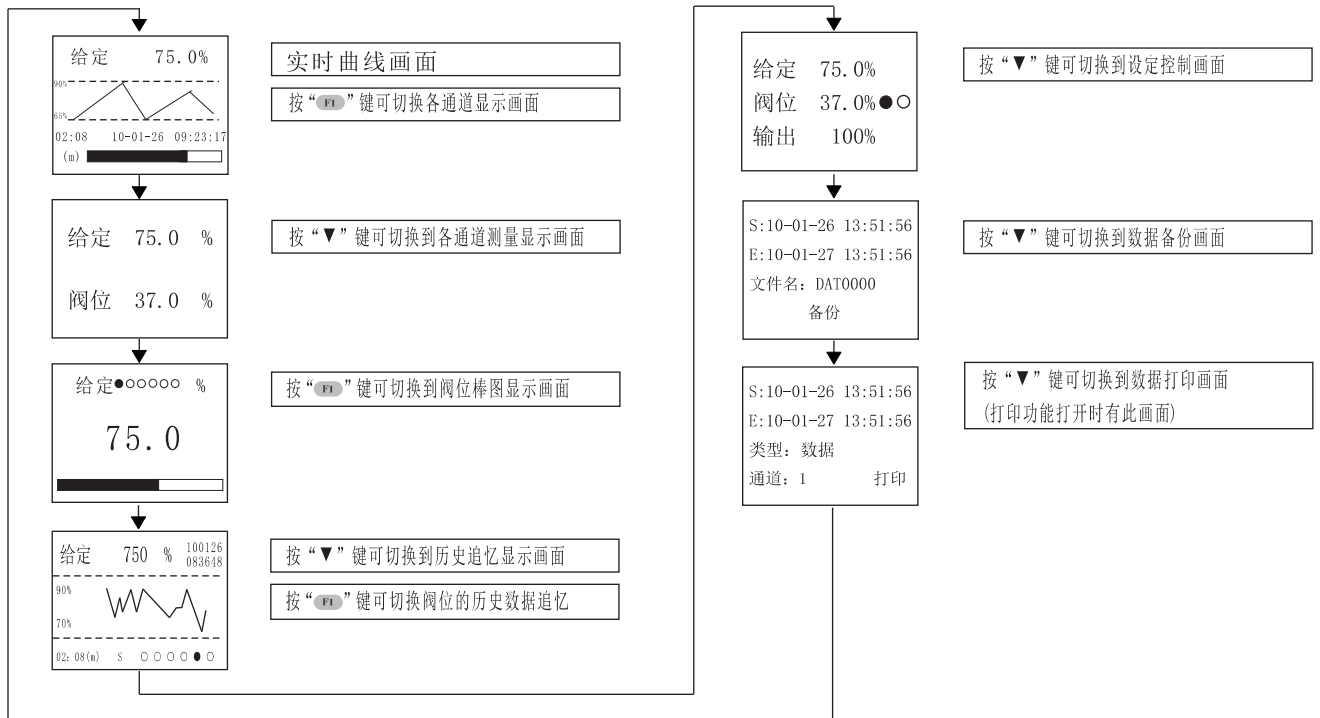 给定 75.0%
90%
65%
02:08 10-01-26 09:23:17
(m)
实时曲线画面
按“F1”键可切换各通道显示画面
给定 75.0 %
阀位 37.0 %
按“▼”键可切换到各通道测量显示画面
给定●○○○○○○ %
75.0
按“F1”键可切换到阀位棒图显示画面
给定 750 % 100126
083648
90%
70%
02: 08(m) S ○ ○ ○ ○ ● ○
按“▼”键可切换到历史追忆显示画面
按“F1”键可切换阀位的历史数据追忆
给定 75.0%
阀位 37.0%●○
输出 100%
按“▼”键可切换到设定控制画面
S:10-01-26 13:51:56
E:10-01-27 13:51:56
文件名: DAT0000
备份
按“▼”键可切换到数据备份画面
S:10-01-26 13:51:56
E:10-01-27 13:51:56
类型: 数据
通道: 1 打印
按“▼”键可切换到数据打印画面
(打印功能打开时有此画面)